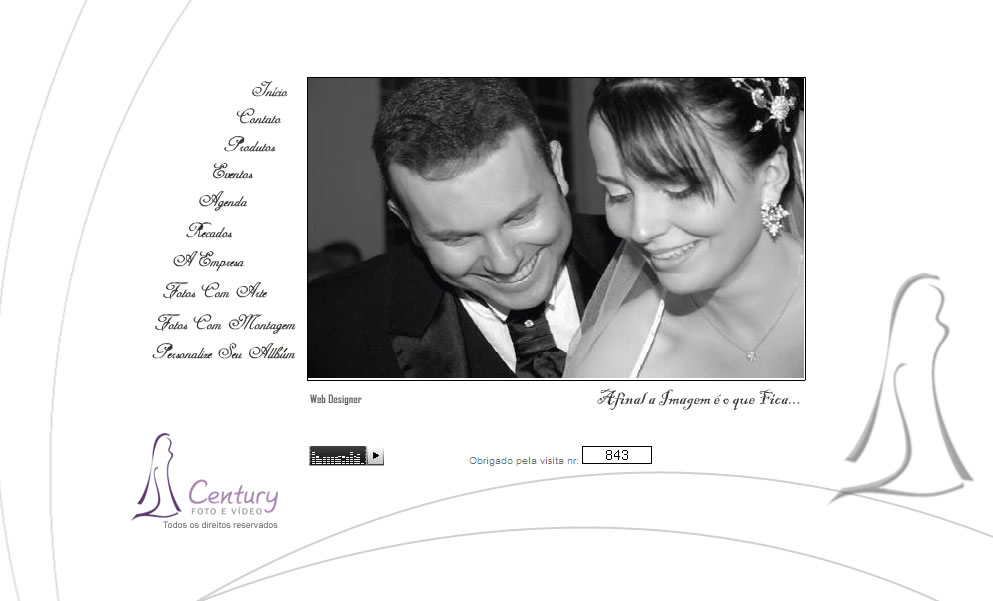 Início
Contato
Produtos
Eventos
Agenda
Recados
A Empresa
Fotos Com Arte
Fotos Com Montagem
Personalize Seu Allbúm
Web Designer
Afinal a Imagem é o que Fica...
Obrigado pela visita nr: 843
Century
FOTO E VÍDEO
Todos os direitos reservados